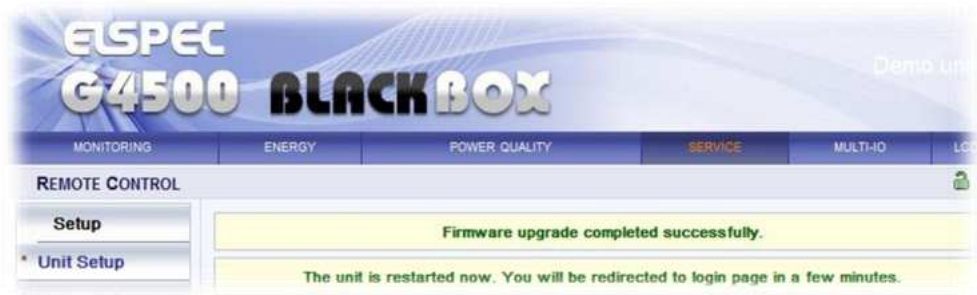 ELSPEC
G4500 BLACKBOX
Demo
MONITORING ENERGY POWER QUALITY SERVICE MULTI-IO
REMOTE CONTROL
Setup
Firmware upgrade completed successfully.
* Unit Setup
The unit is restarted now. You will be redirected to login page in a few minutes.